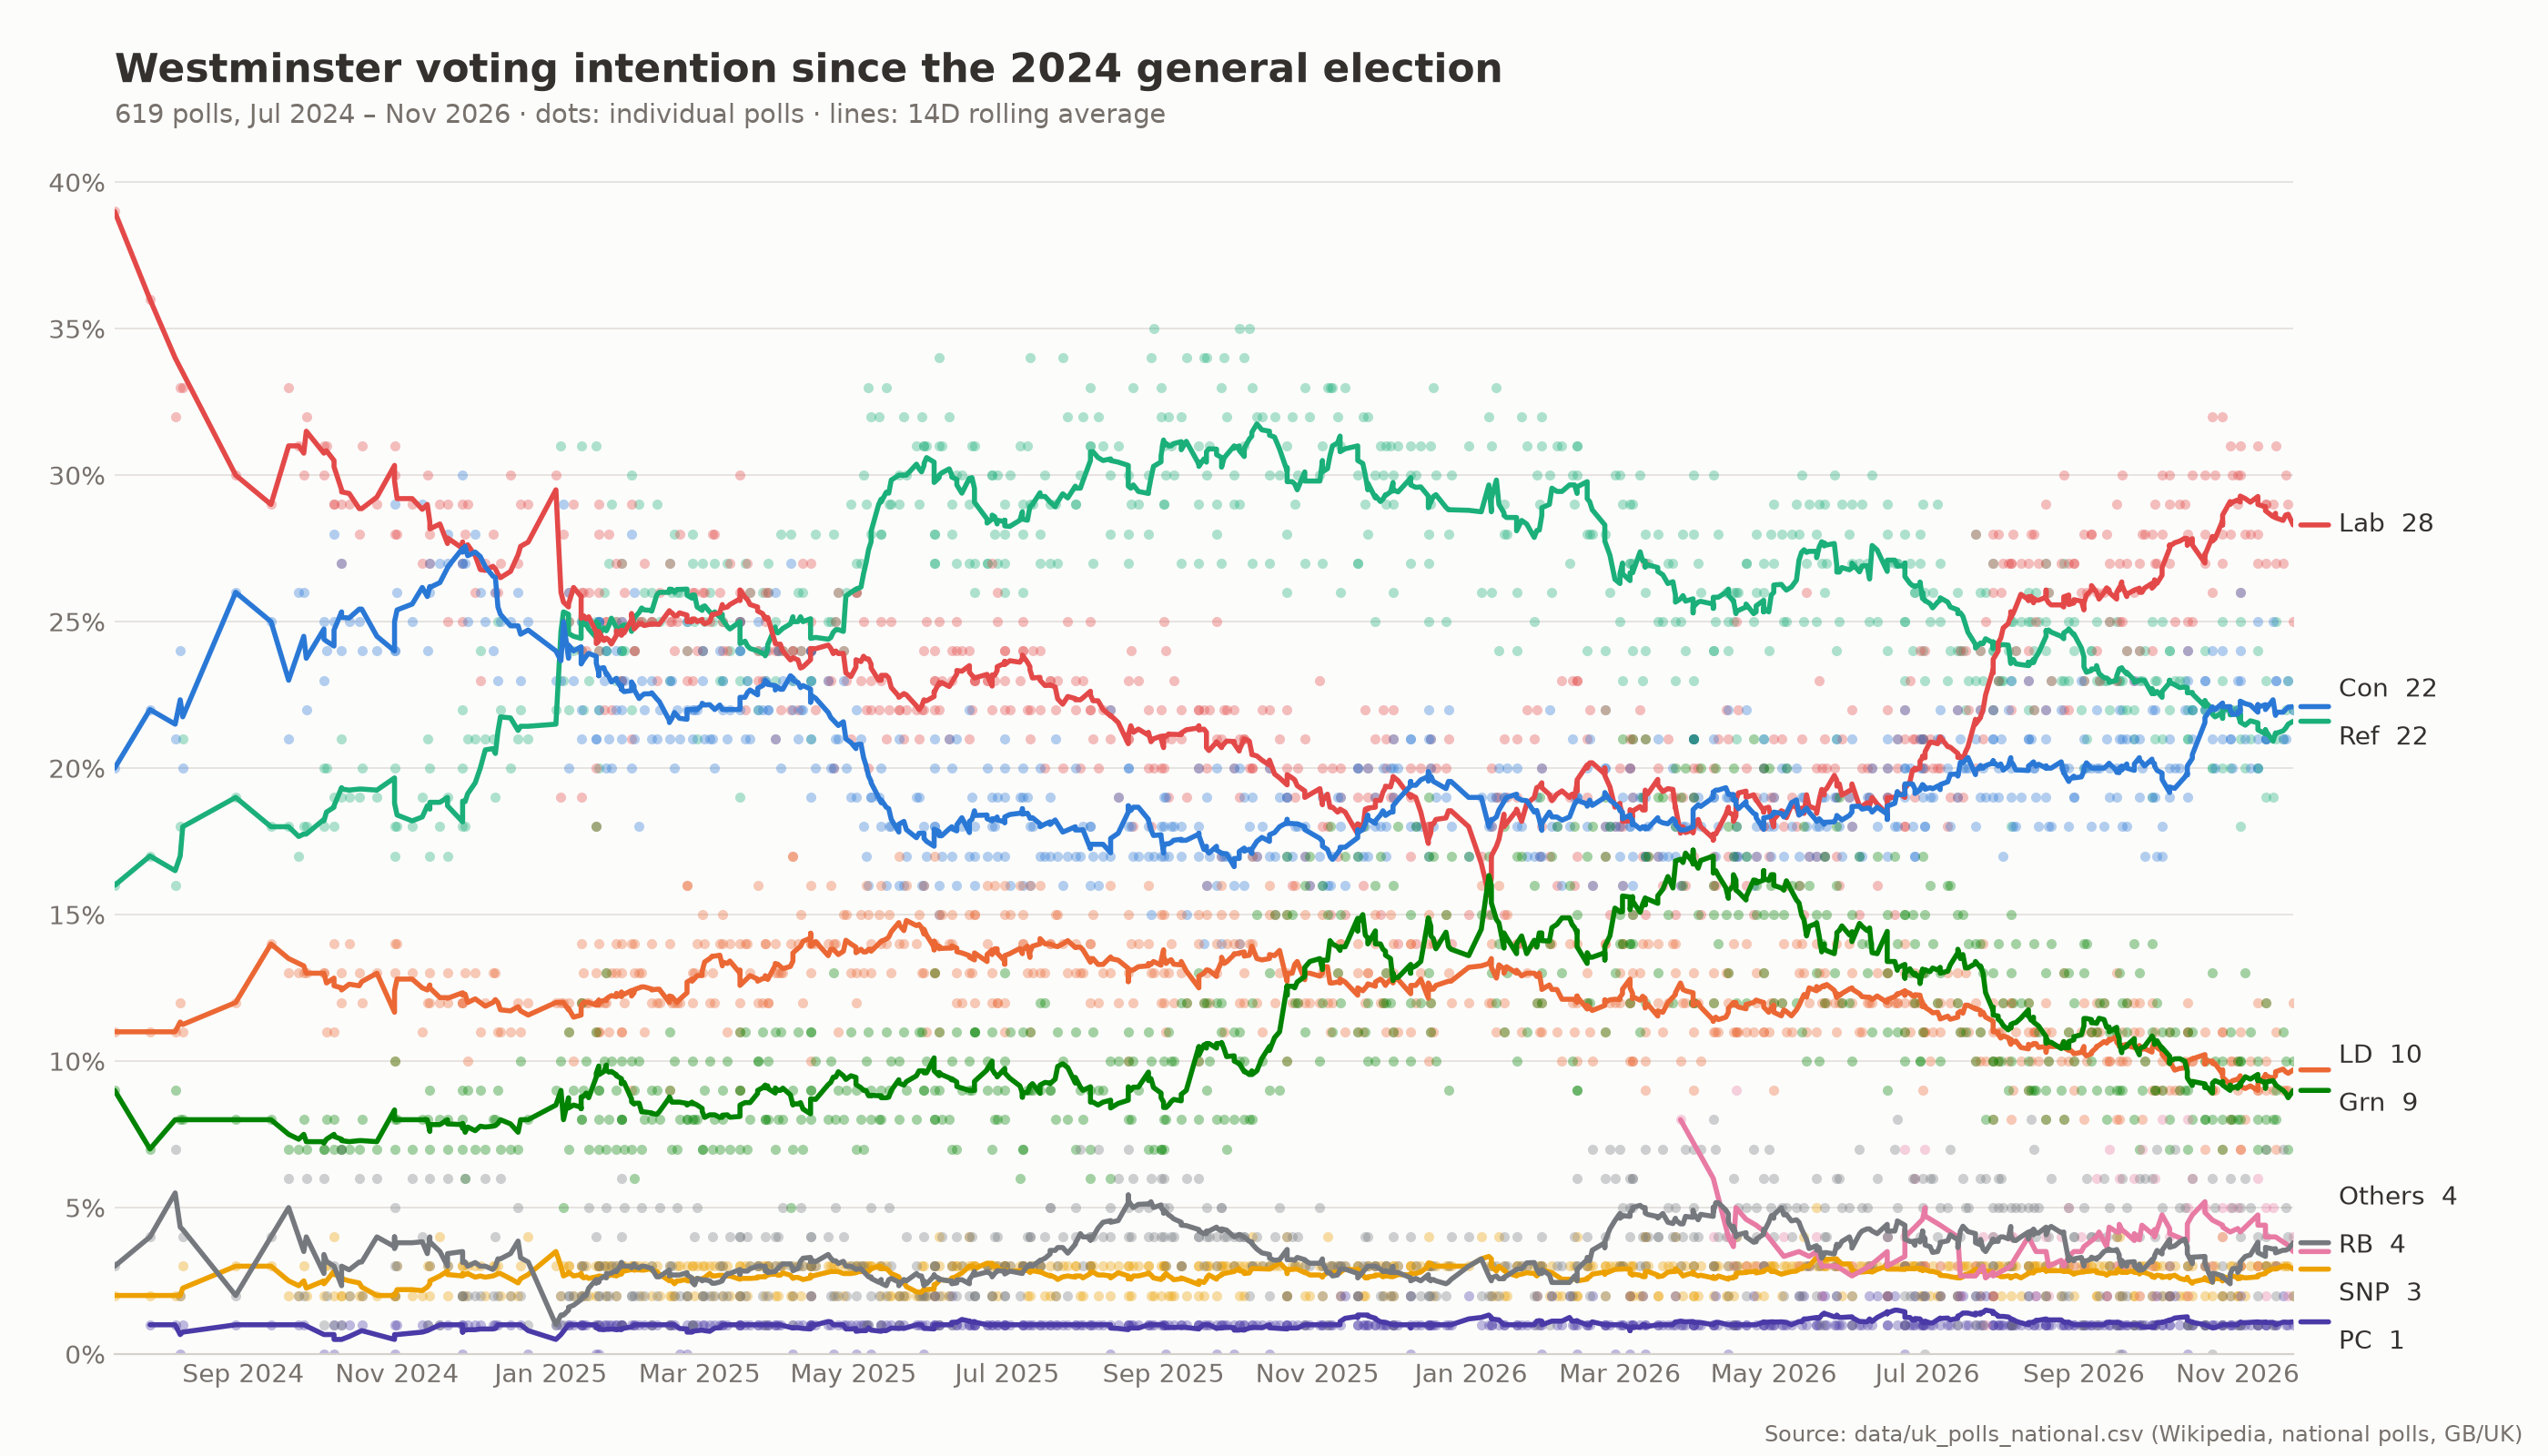 Westminster voting intention since the 2024 general election
619 polls, Jul 2024 – Nov 2026 · dots: individual polls · lines: 14D rolling average
40%
35%
30%
25%
20%
15%
10%
5%
0%
Lab 28
Con 22
Ref 22
LD 10
Grn 9
Others 4
RB 4
SNP 3
PC 1
Sep 2024 Nov 2024 Jan 2025 Mar 2025 May 2025 Jul 2025 Sep 2025 Nov 2025 Jan 2026 Mar 2026 May 2026 Jul 2026 Sep 2026 Nov 2026
Source: data/uk_polls_national.csv (Wikipedia, national polls, GB/UK)